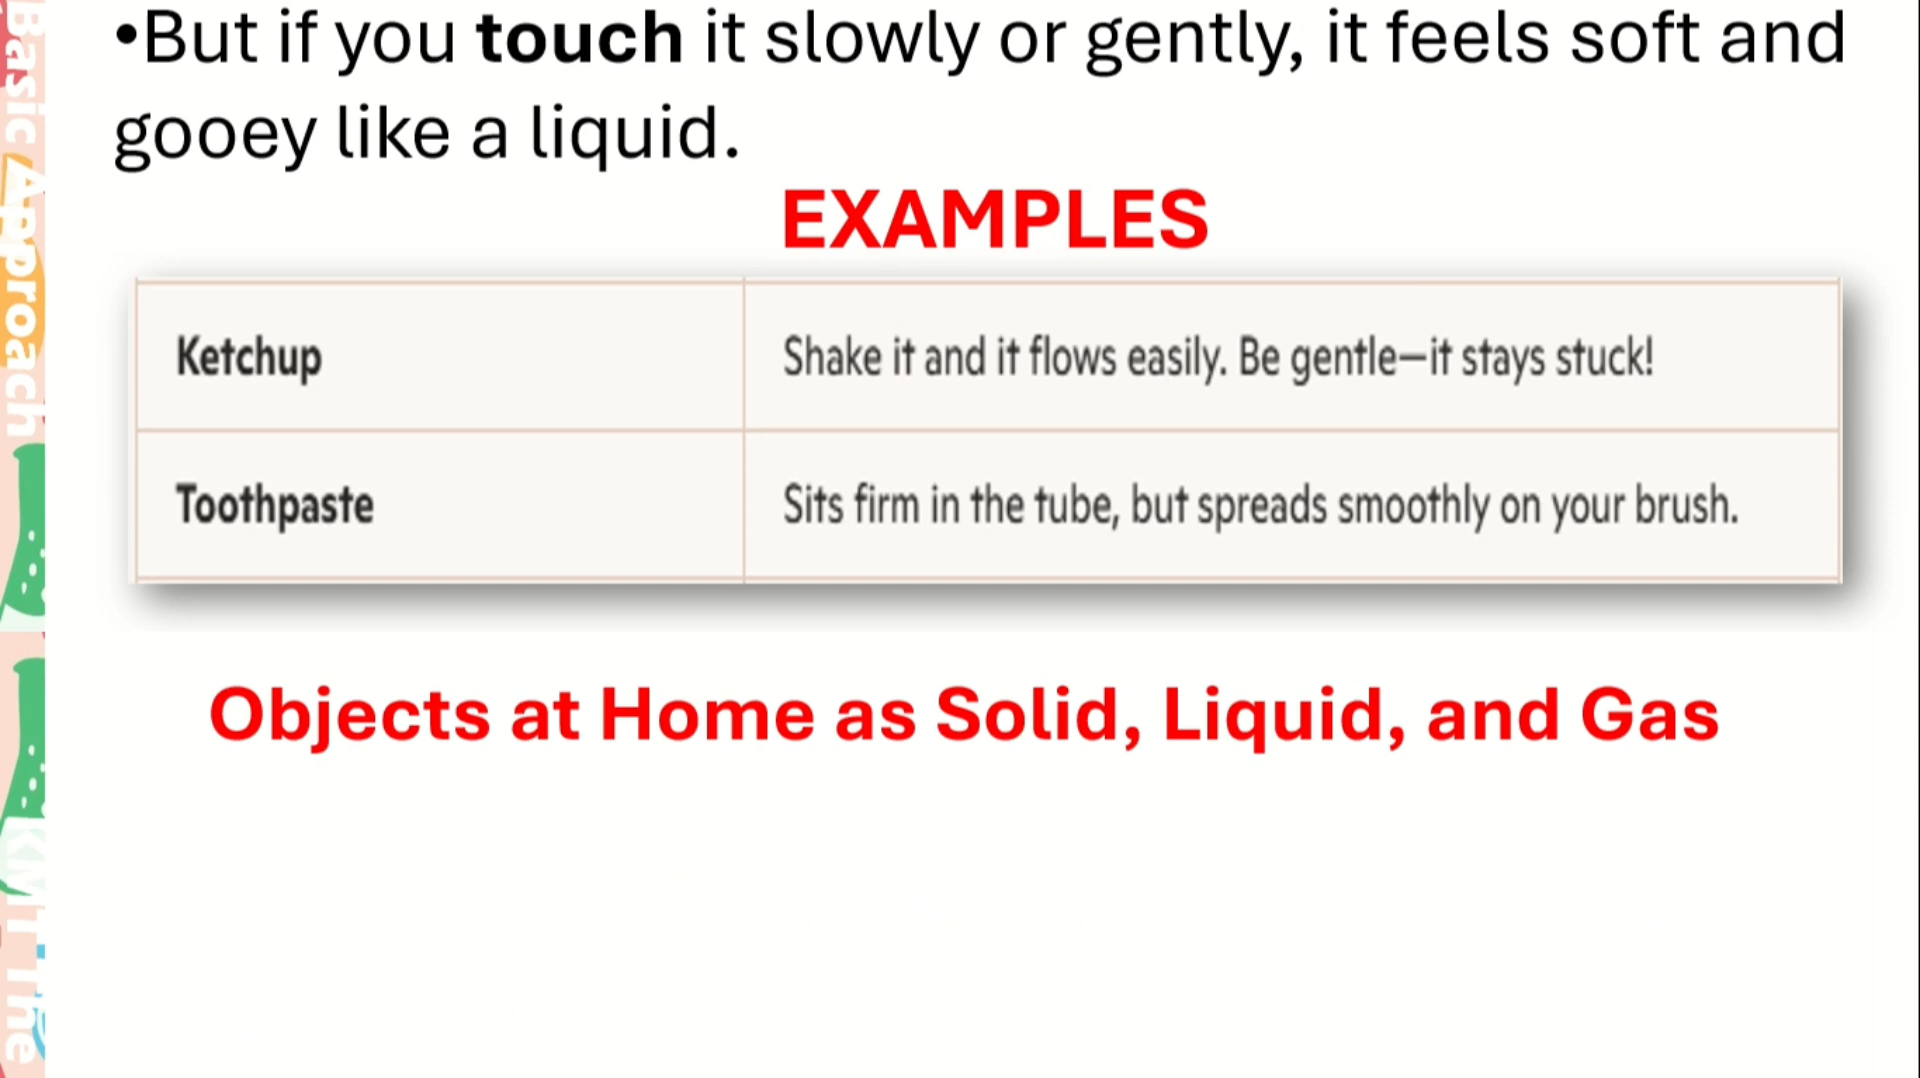 •But if you touch it slowly or gently, it feels soft and
gooey like a liquid.
EXAMPLES
Ketchup
Shake it and it flows easily. Be gentle—it stays stuck!
Toothpaste
Sits firm in the tube, but spreads smoothly on your brush.
Objects at Home as Solid, Liquid, and Gas
Basic Approach
The